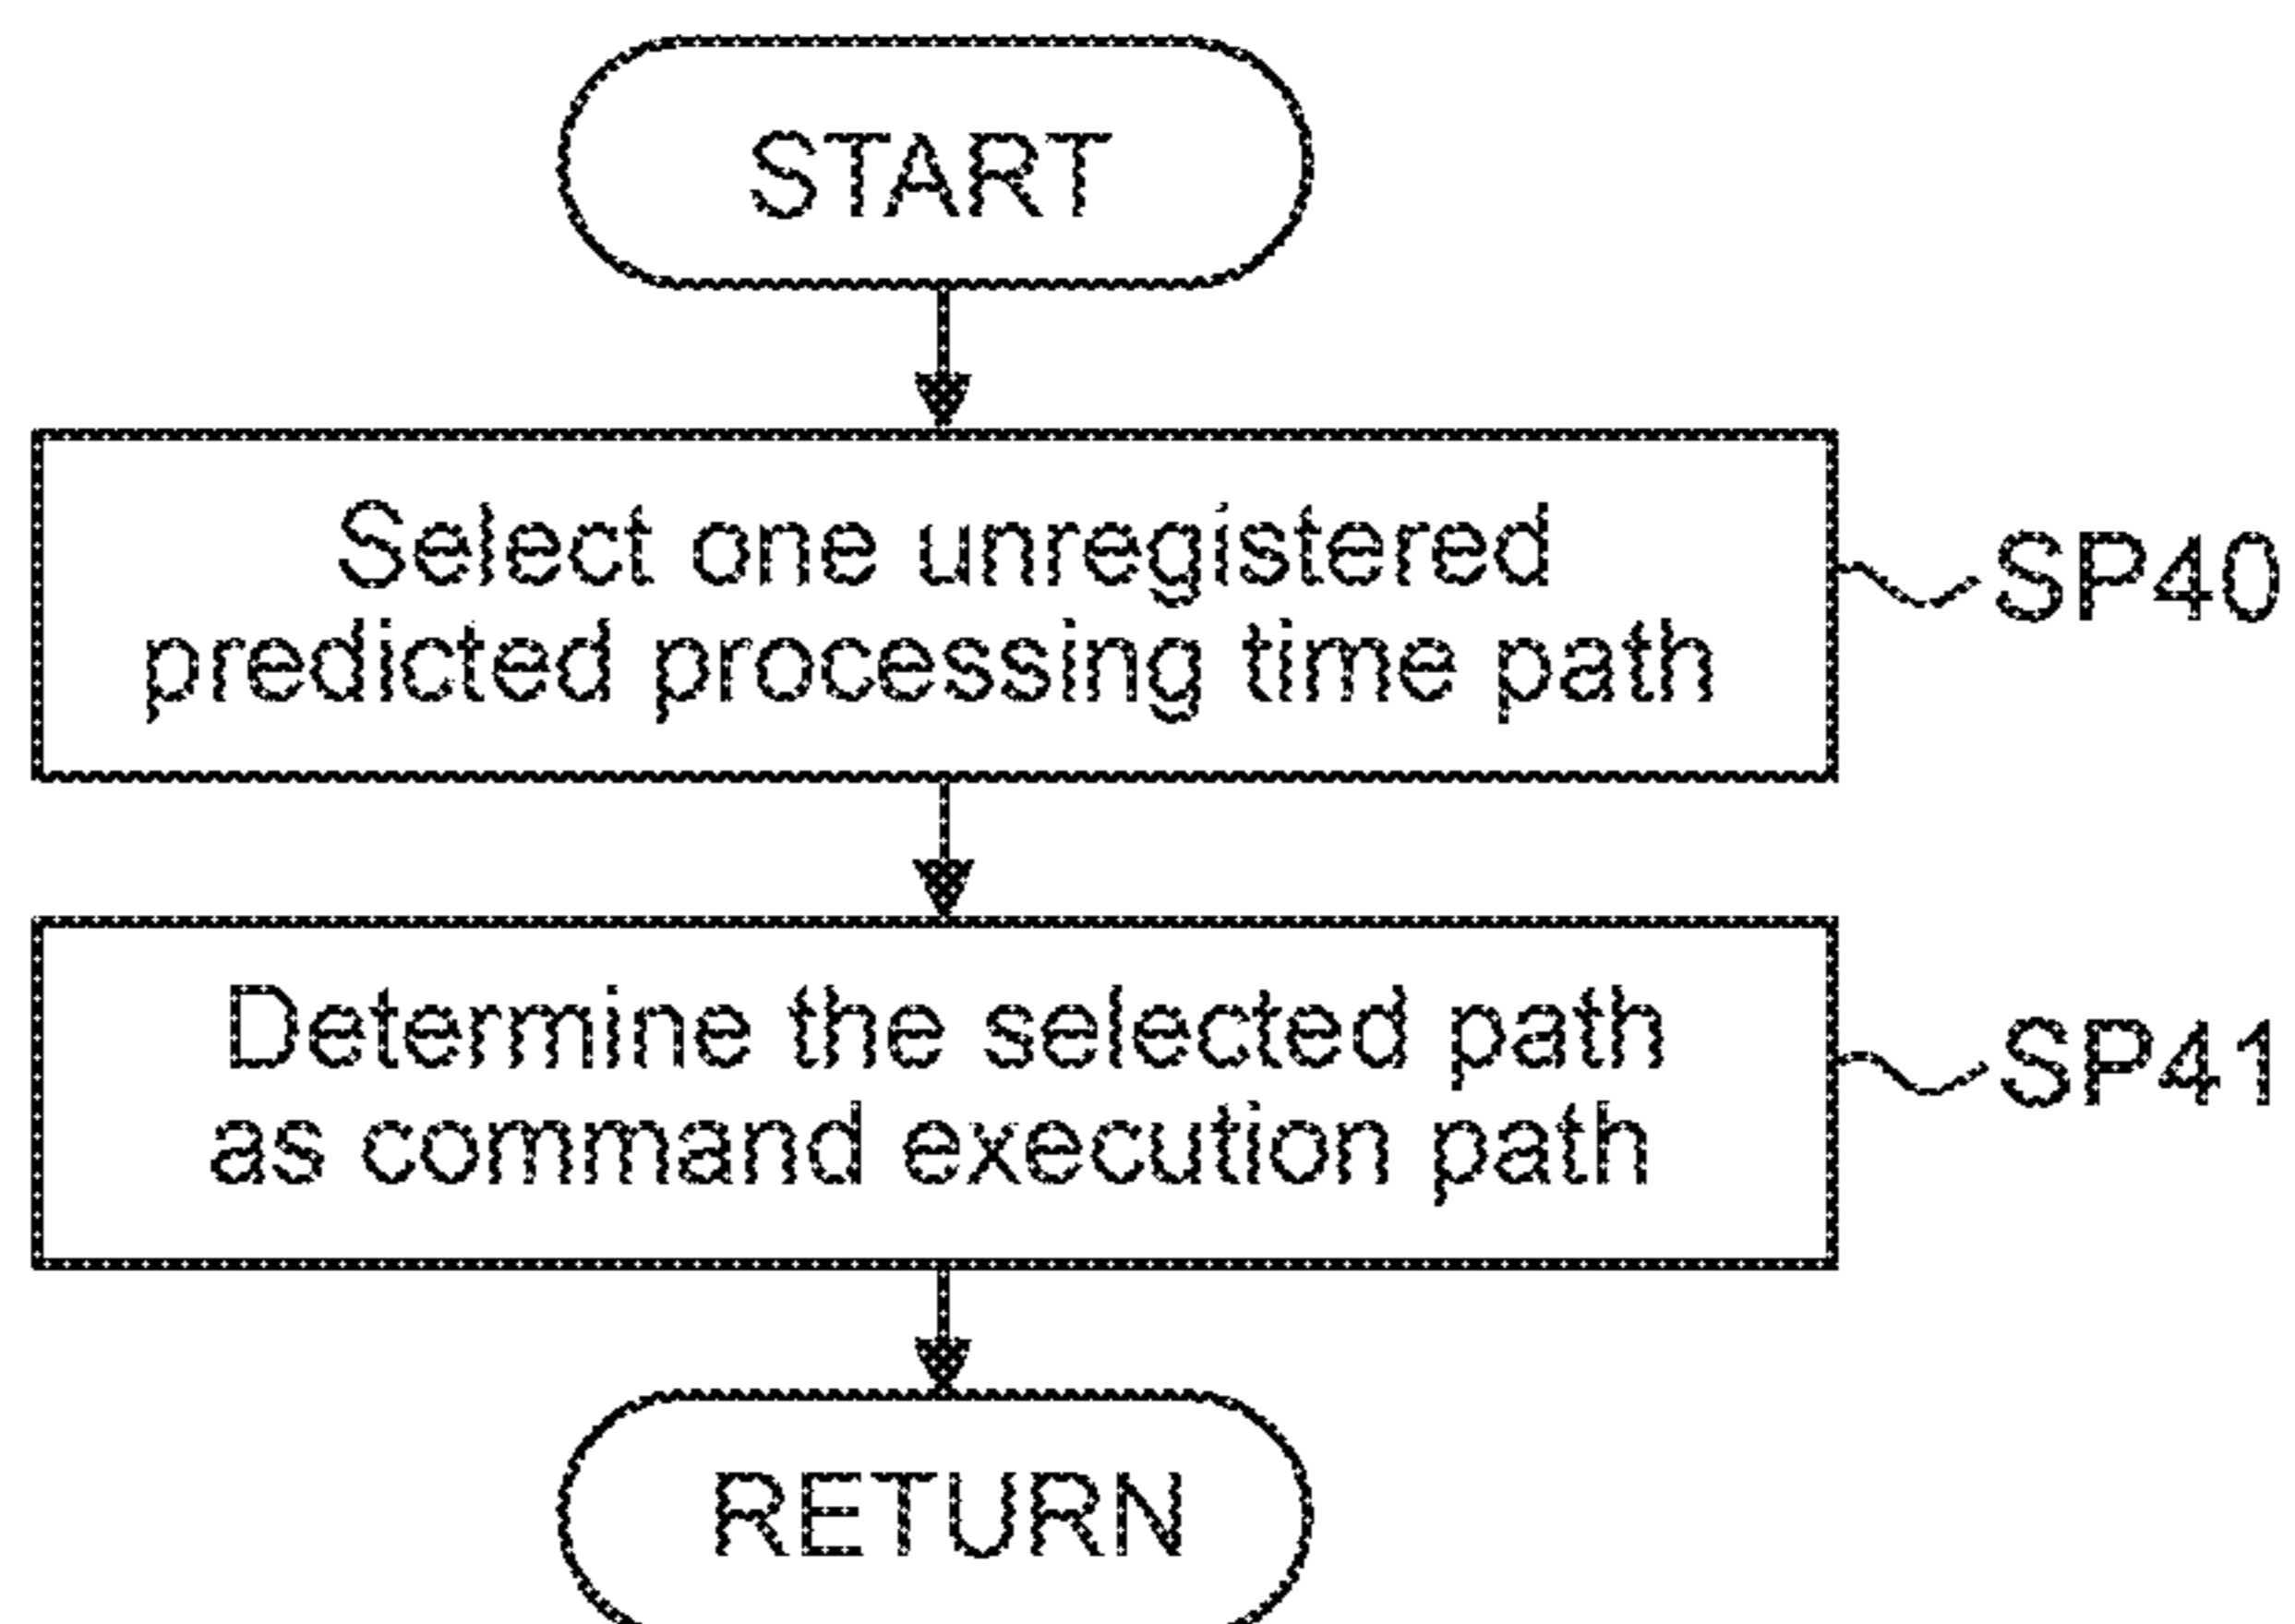 START
Select one unregistered
predicted processing time path
SP40
Determine the selected path
as command execution path
SP41
RETURN